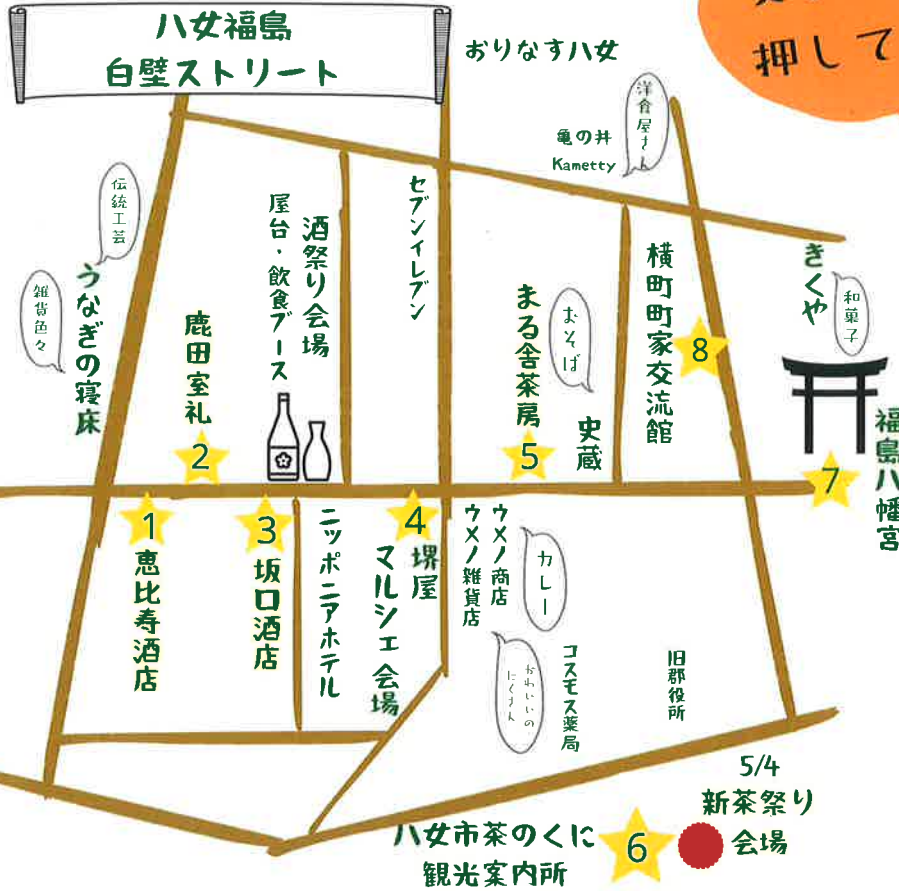 八女福島
白壁ストリート
おりなす八女
押して
洋食屋さん
亀の井
Kametty
伝統工芸
うなぎの寝床
雑貨色々
鹿田室礼
2
酒祭り会場
屋台・飲食ブース
セブンイレブン
まる舎茶房
おそば
5
史蔵
横町町家交流館
8
きくや
和菓子
7
福島八幡宮
1
恵比寿酒店
3
坂口酒店
ニッポニアホテル
4
堺屋
マルシェ会場
ウメノ商店
ウメノ雑貨店
カレー
かわいいの
たくさん
コスモス薬局
旧郡役所
5/4
新茶祭り
会場
八女市茶のくに
観光案内所
6